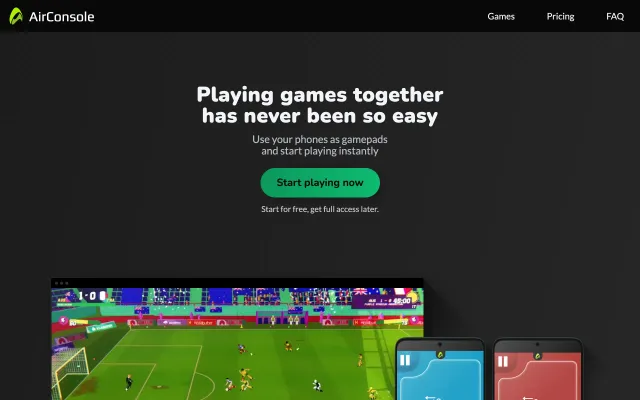 AirConsole
Games
Pricing
FAQ
Playing games together
has never been so easy
Use your phones as gamepads
and start playing instantly
Start playing now
Start for free, get full access later.
1-0